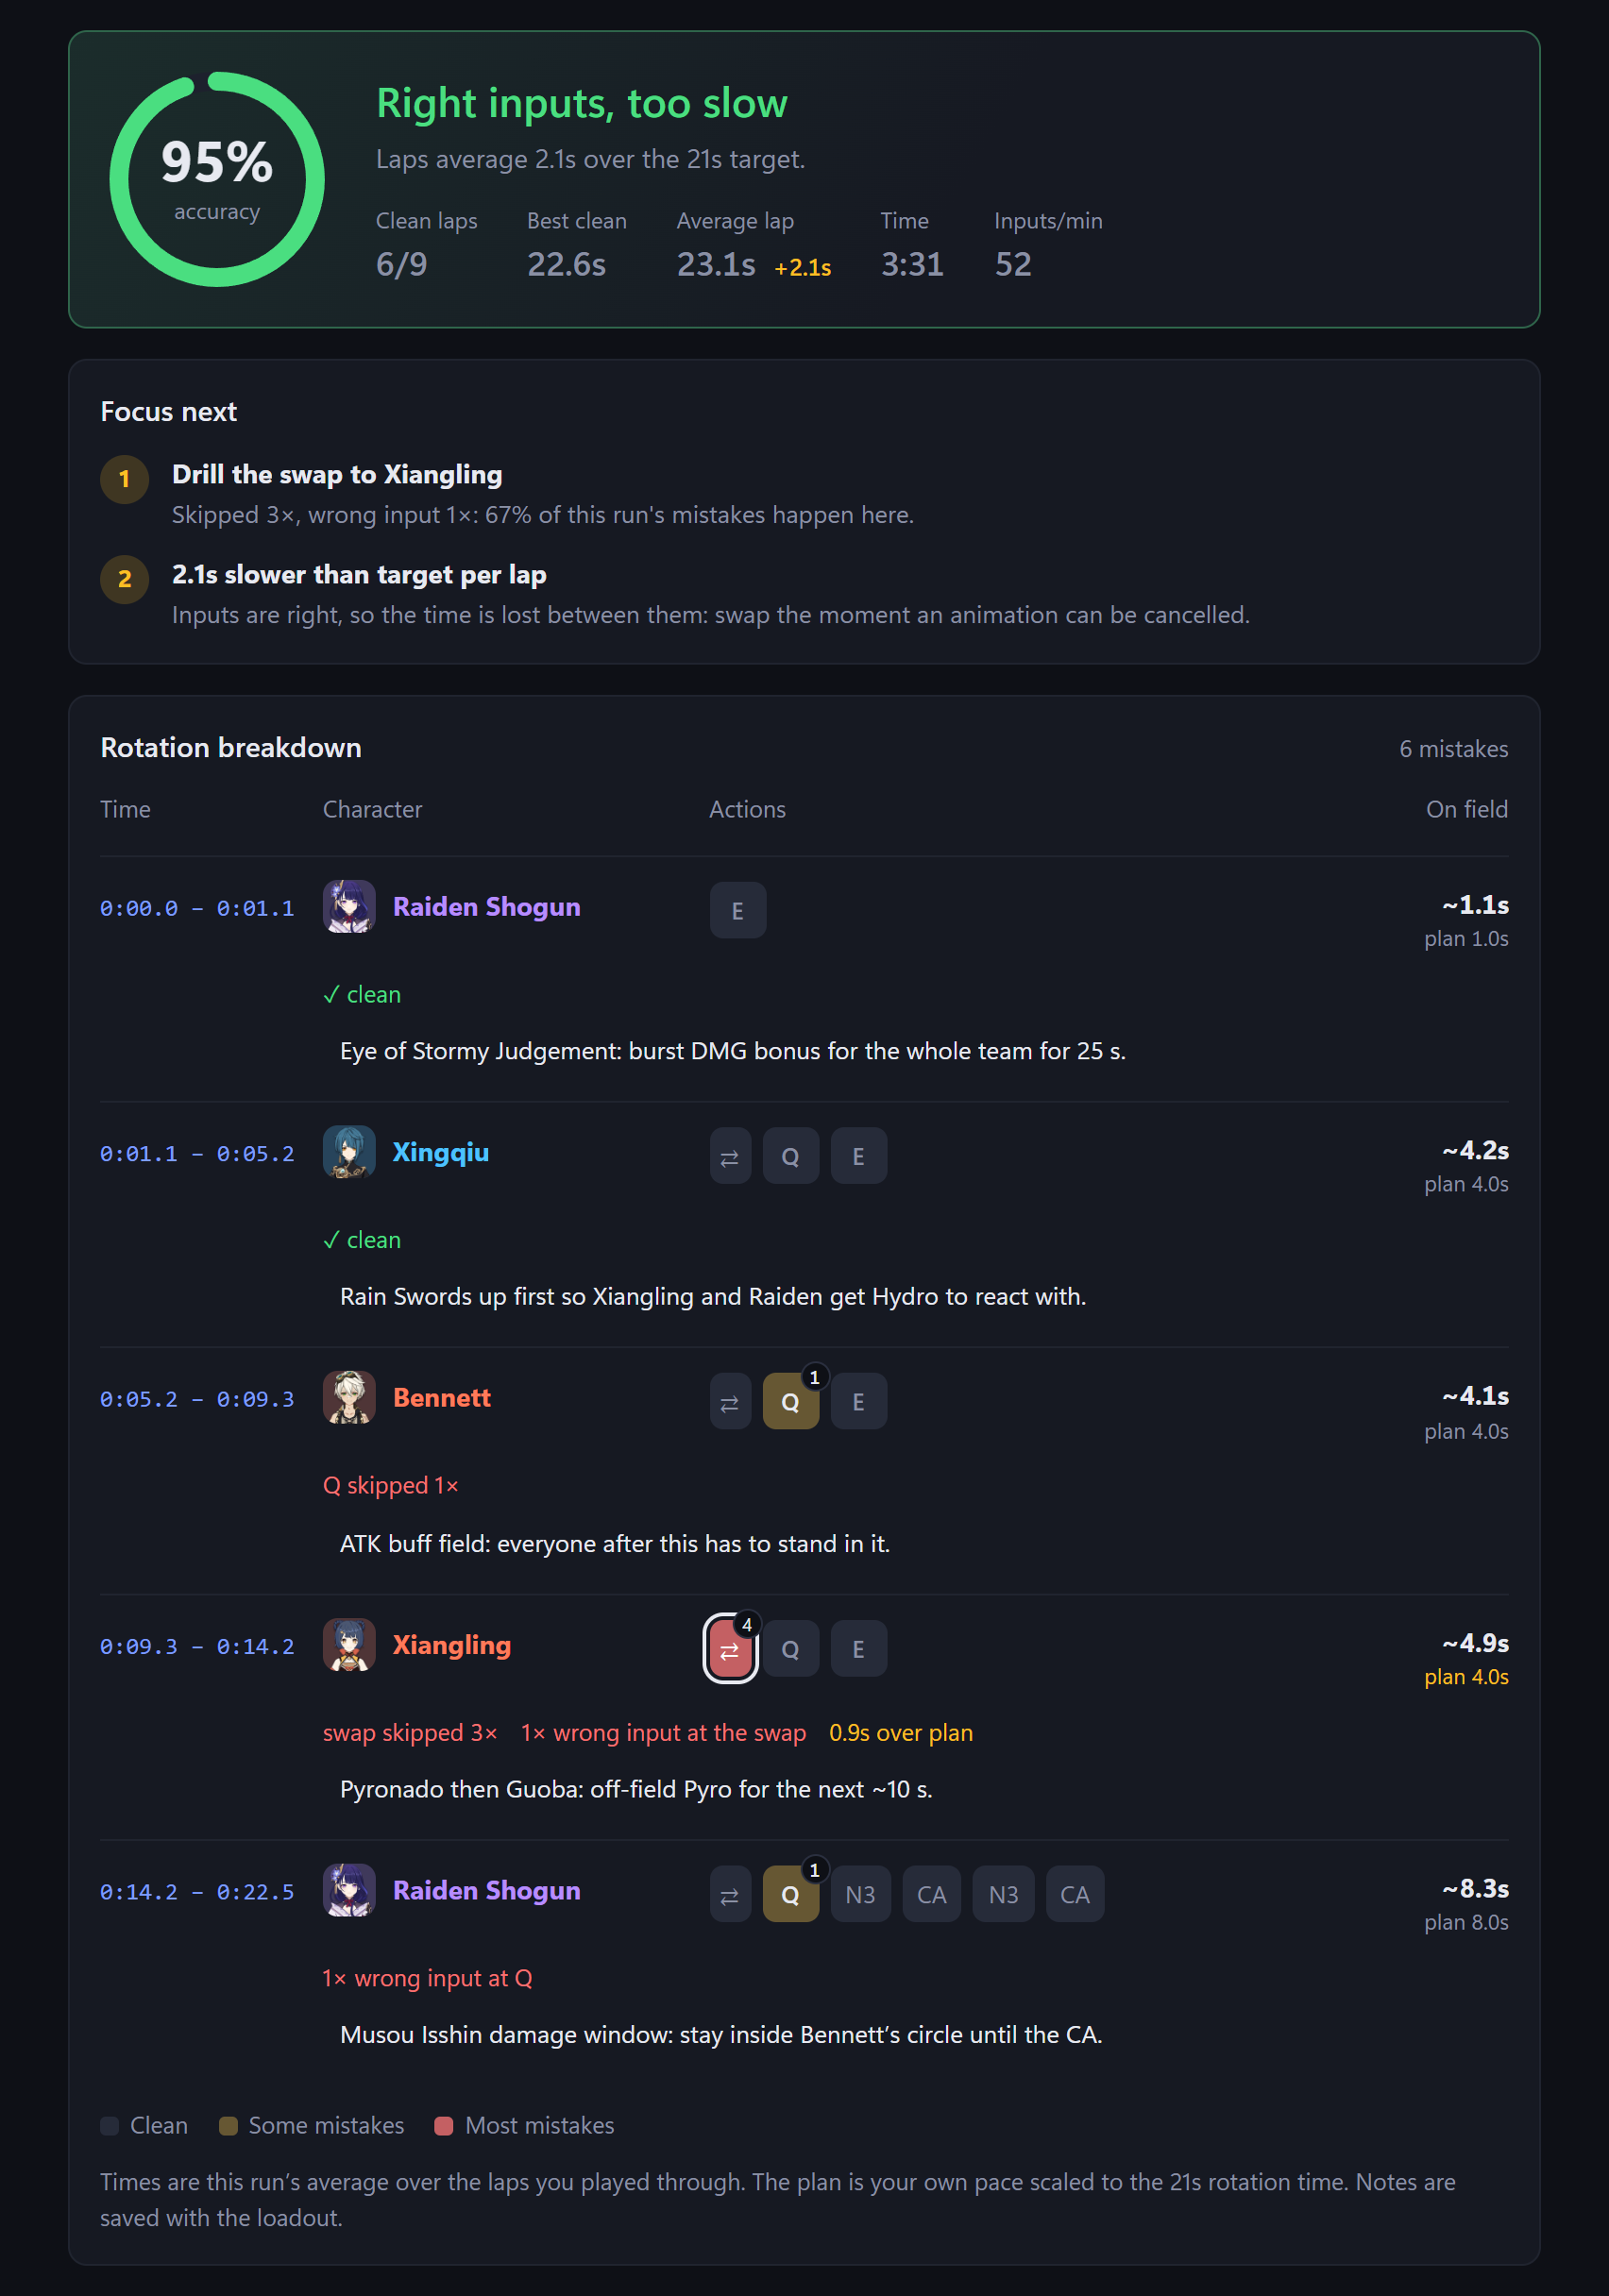 95%
accuracy
Right inputs, too slow
Laps average 2.1s over the 21s target.
Clean laps Best clean Average lap Time Inputs/min
6/9 22.6s 23.1s +2.1s 3:31 52
Focus next
1 Drill the swap to Xiangling
Skipped 3×, wrong input 1×: 67% of this run's mistakes happen here.
2 2.1s slower than target per lap
Inputs are right, so the time is lost between them: swap the moment an animation can be cancelled.
Rotation breakdown 6 mistakes
Time Character Actions On field
0:00.0 – 0:01.1 Raiden Shogun E ~1.1s
plan 1.0s
✓ clean
Eye of Stormy Judgement: burst DMG bonus for the whole team for 25 s.
0:01.1 – 0:05.2 Xingqiu ⇄ Q E ~4.2s
plan 4.0s
✓ clean
Rain Swords up first so Xiangling and Raiden get Hydro to react with.
0:05.2 – 0:09.3 Bennett ⇄ Q 1 E ~4.1s
plan 4.0s
Q skipped 1×
ATK buff field: everyone after this has to stand in it.
0:09.3 – 0:14.2 Xiangling ⇄ 4 Q E ~4.9s
plan 4.0s
swap skipped 3× 1× wrong input at the swap 0.9s over plan
Pyronado then Guoba: off-field Pyro for the next ~10 s.
0:14.2 – 0:22.5 Raiden Shogun ⇄ Q 1 N3 CA N3 CA ~8.3s
plan 8.0s
1× wrong input at Q
Musou Isshin damage window: stay inside Bennett’s circle until the CA.
Clean Some mistakes Most mistakes
Times are this run’s average over the laps you played through. The plan is your own pace scaled to the 21s rotation time. Notes are
saved with the loadout.